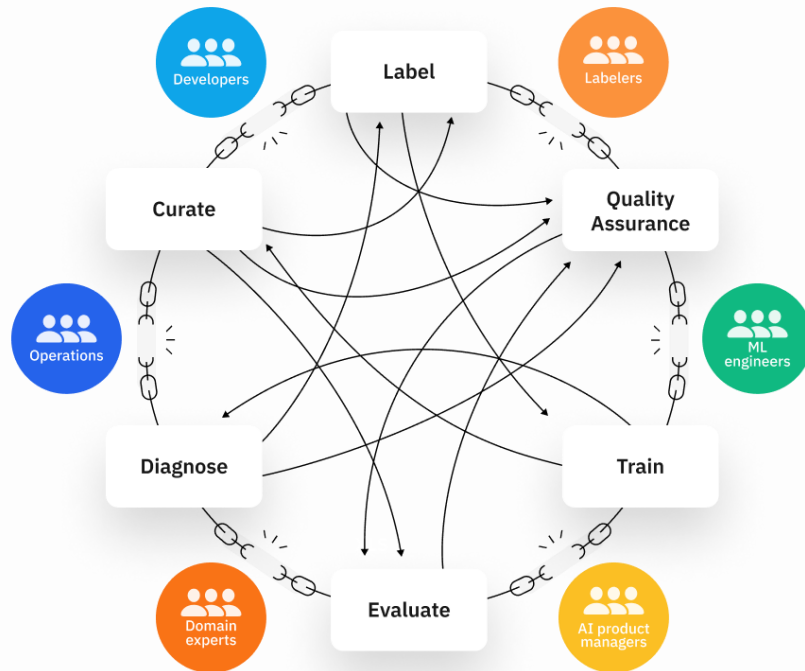 Developers
Label
Labelers
Curate
Quality
Assurance
Operations
ML
engineers
Diagnose
Train
Domain
experts
Evaluate
AI product
managers